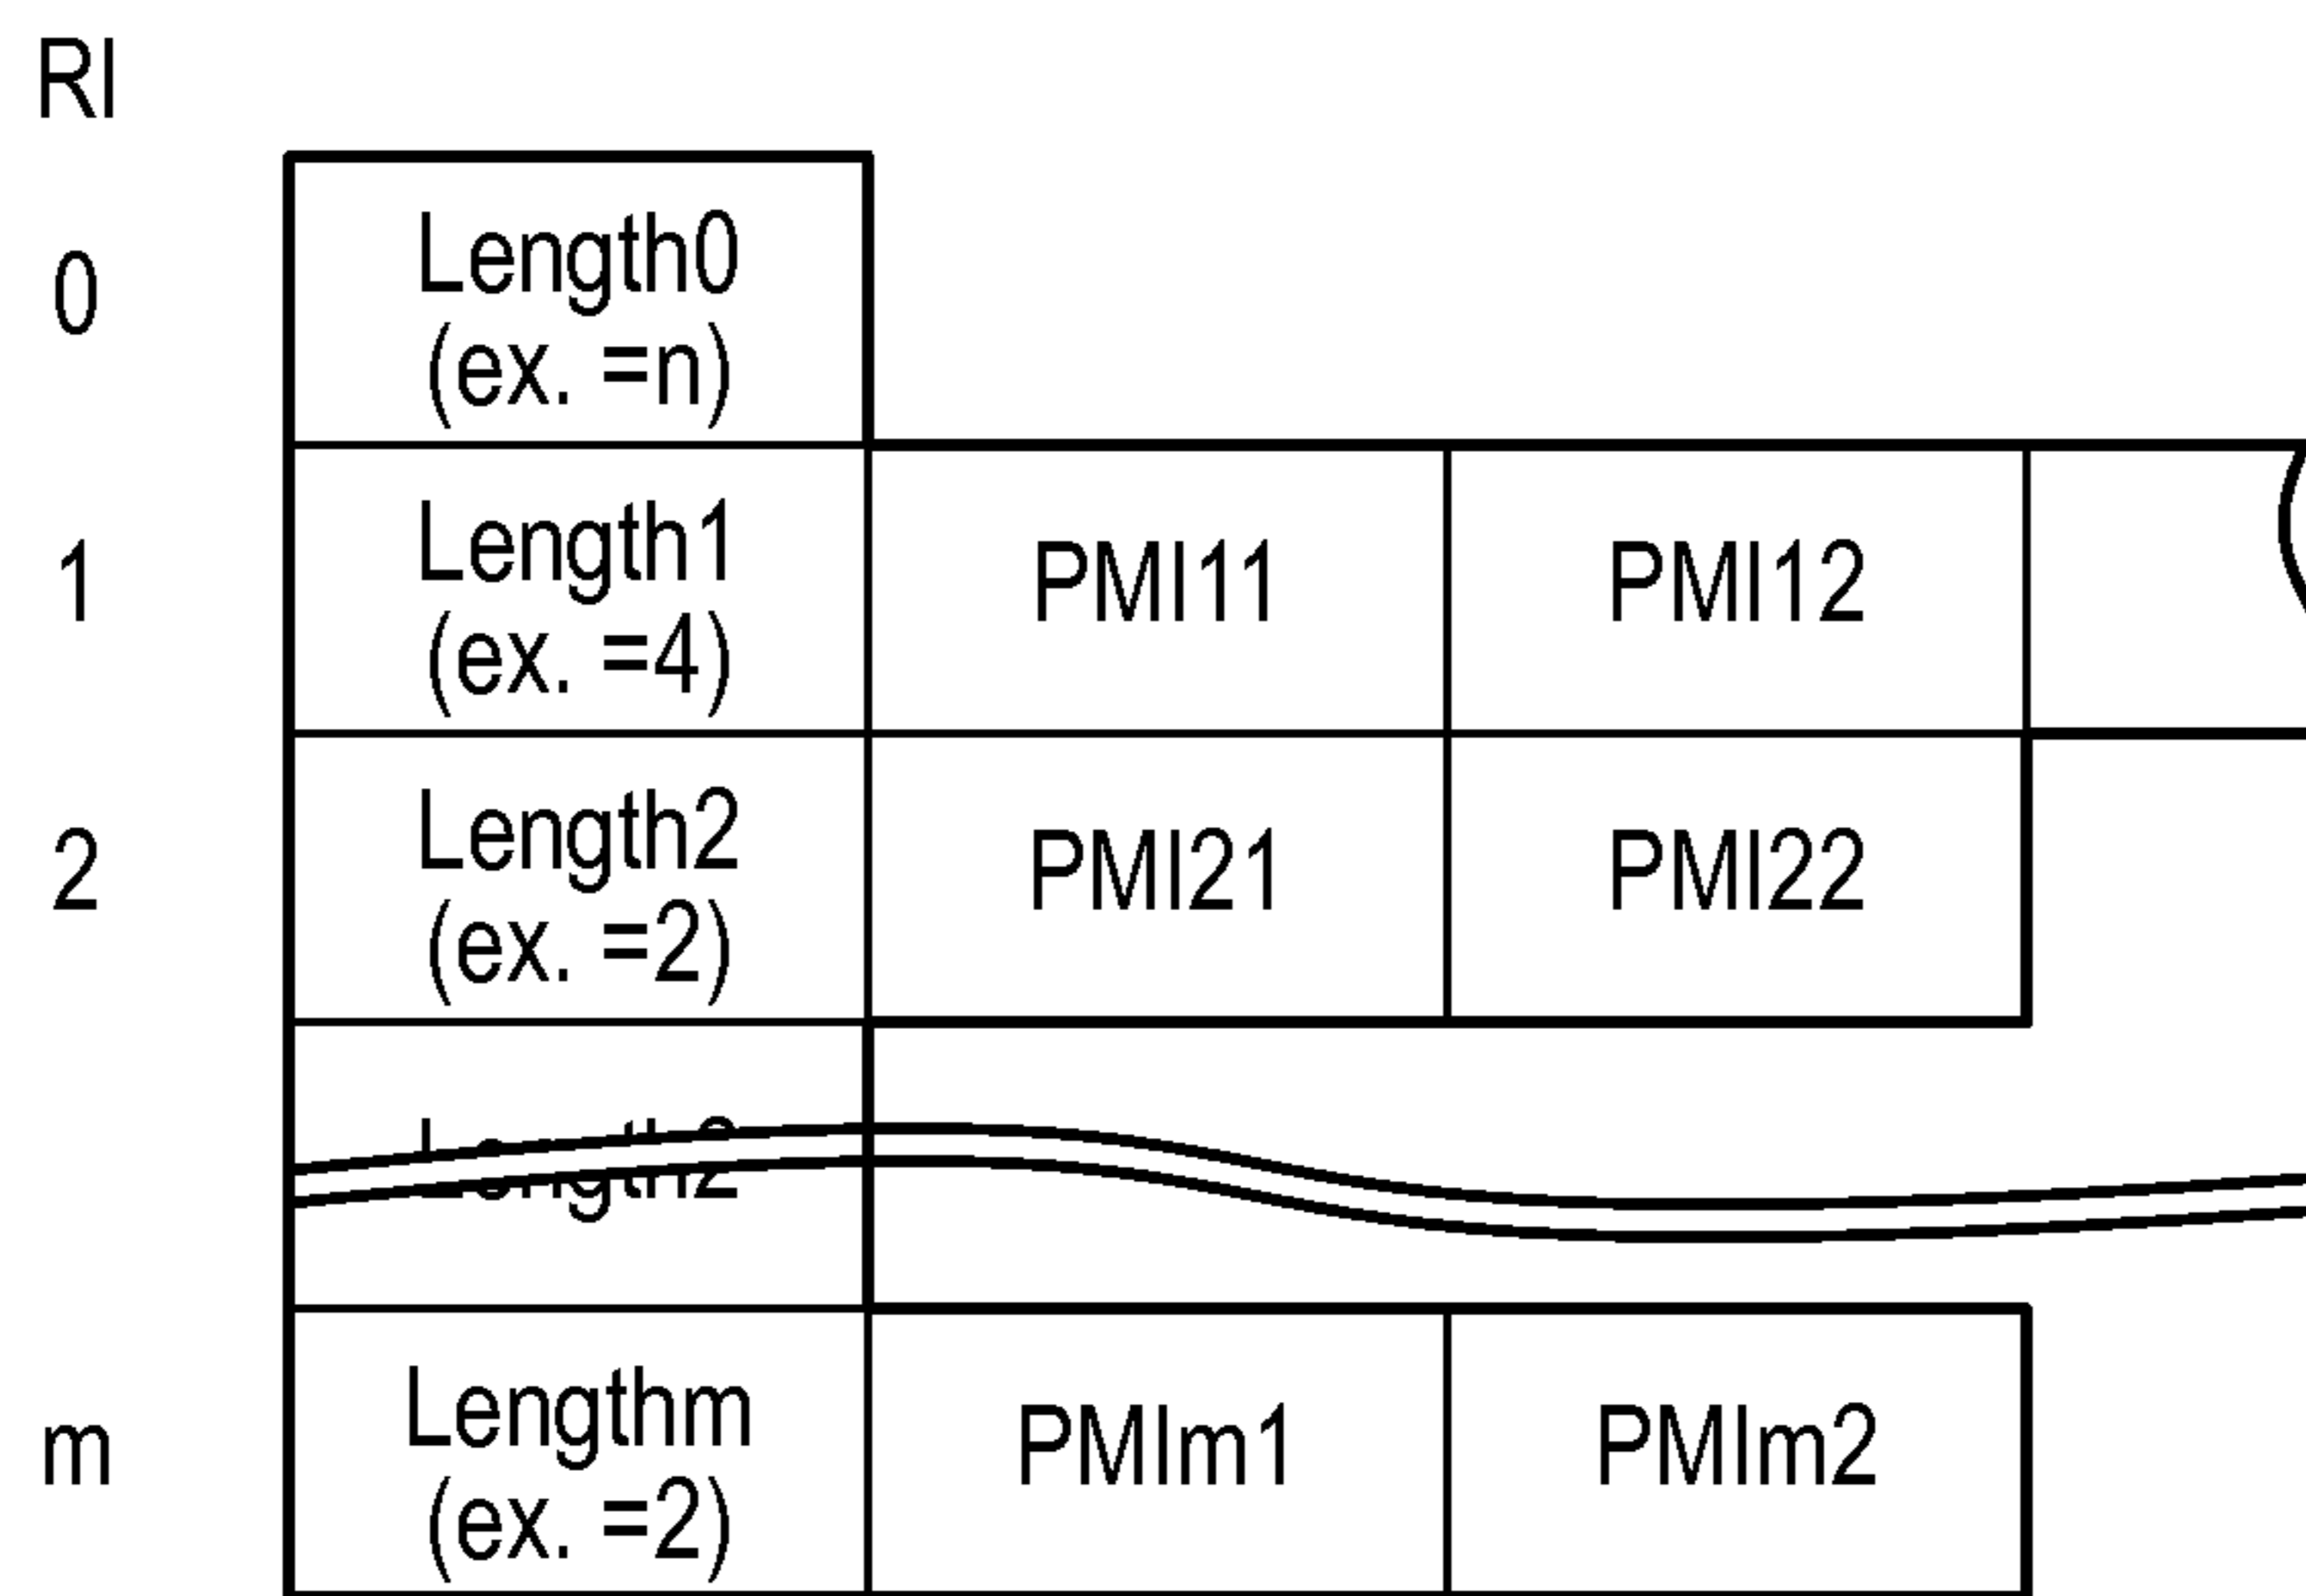 RI
0
Length0
(ex. =n)
1
Length1
(ex. =4)
PMI11
PMI12
2
Length2
(ex. =2)
PMI21
PMI22
m
Lengthm
(ex. =2)
PMIm1
PMIm2